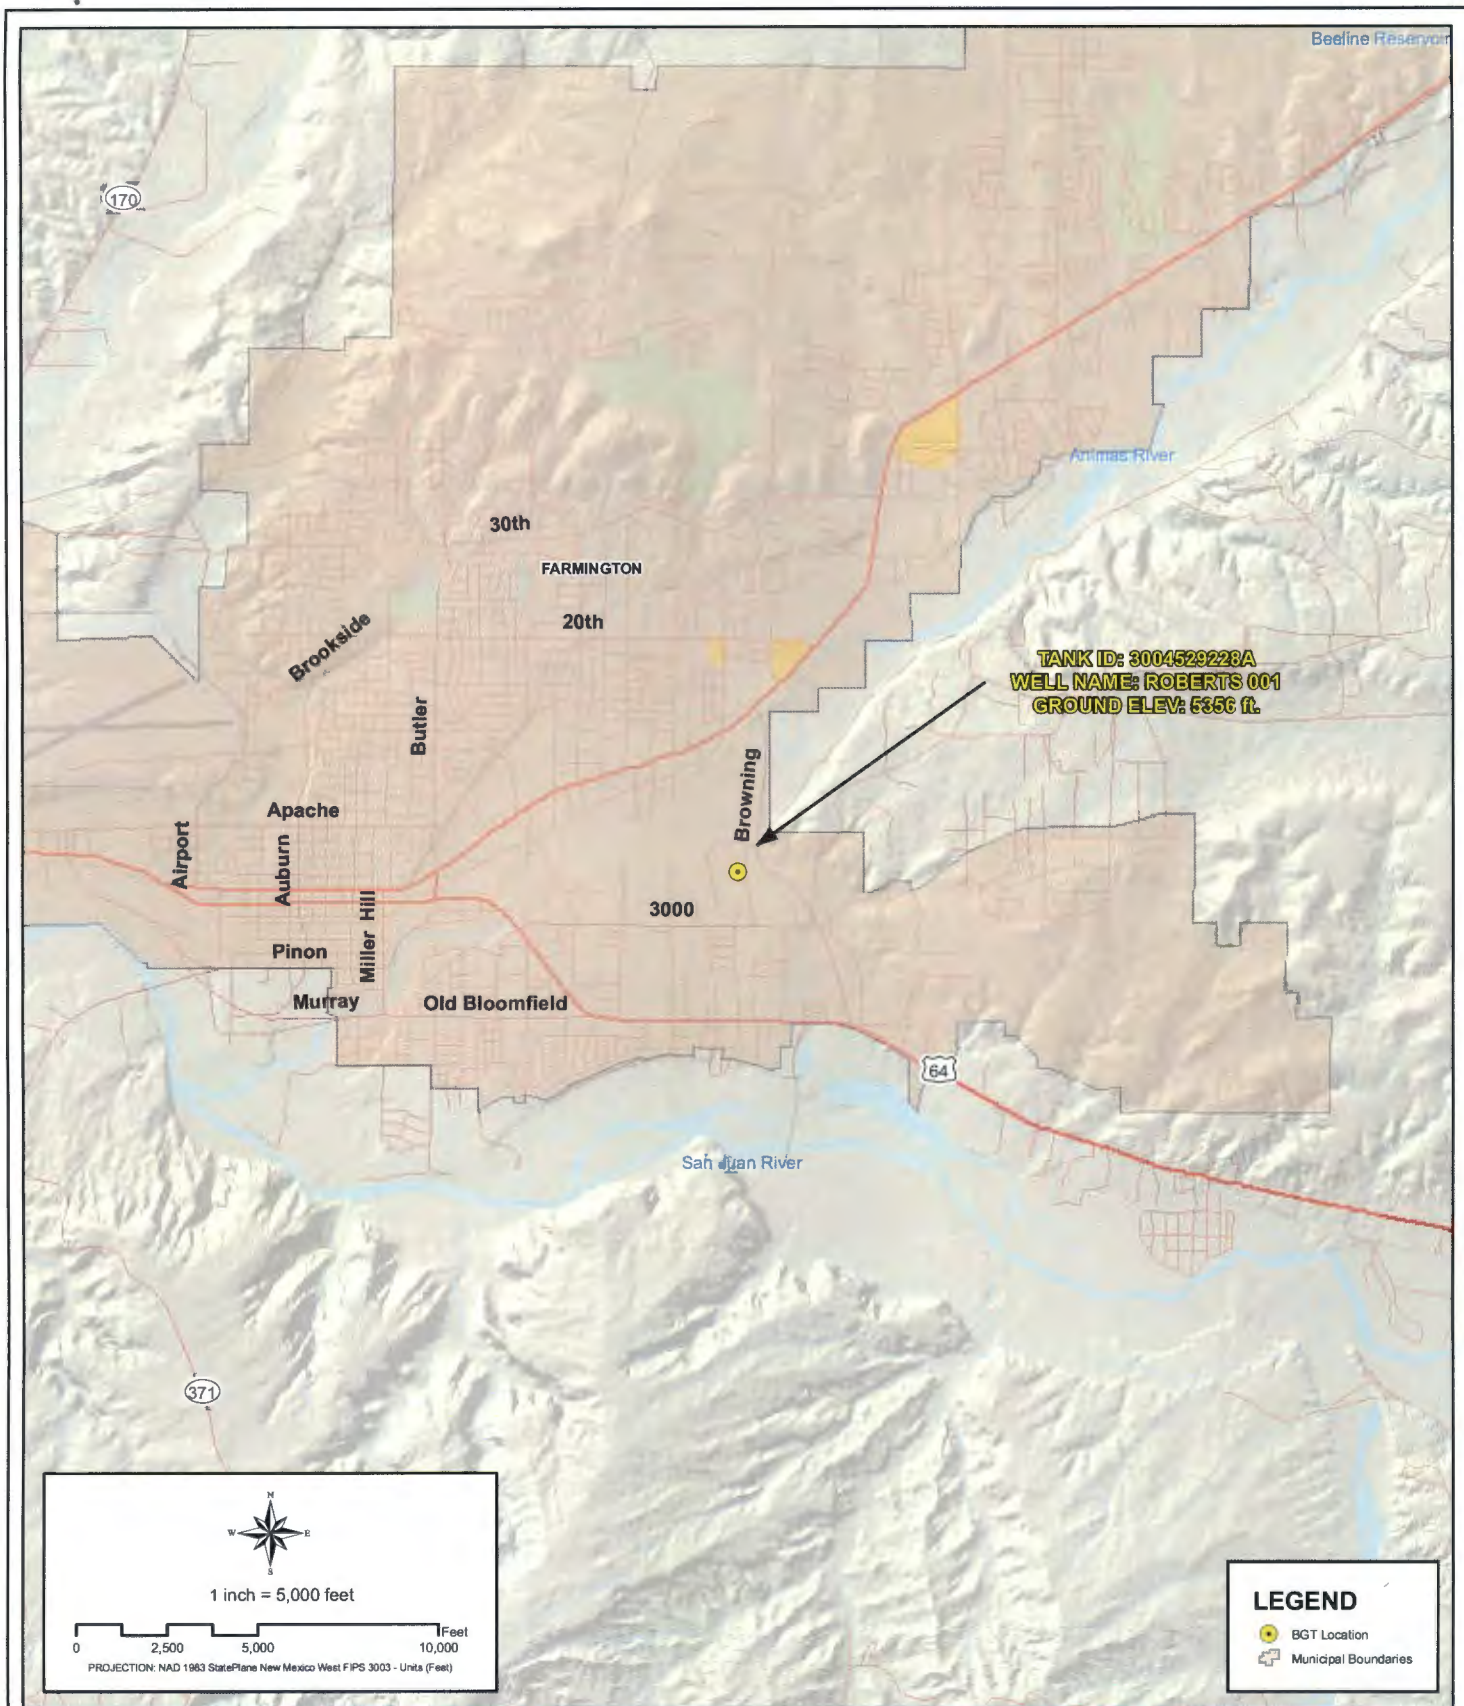 Beeline Reservoir
170
Animas River
30th
FARMINGTON
20th
Brookside
TANK ID: 3004529228A
WELL NAME: ROBERTS 001
GROUND ELEV: 5356 ft.
Butler
Browning
Apache
Airport
Auburn
Miller Hill
3000
Pinon
Murray
Old Bloomfield
64
San Juan River
371
N
W E
S
1 inch = 5,000 feet
Feet
0 2,500 5,000 10,000
PROJECTION: NAD 1983 StatePlane New Mexico West FIPS 3003 - Units (Feet)
LEGEND
BGT Location
Municipal Boundaries